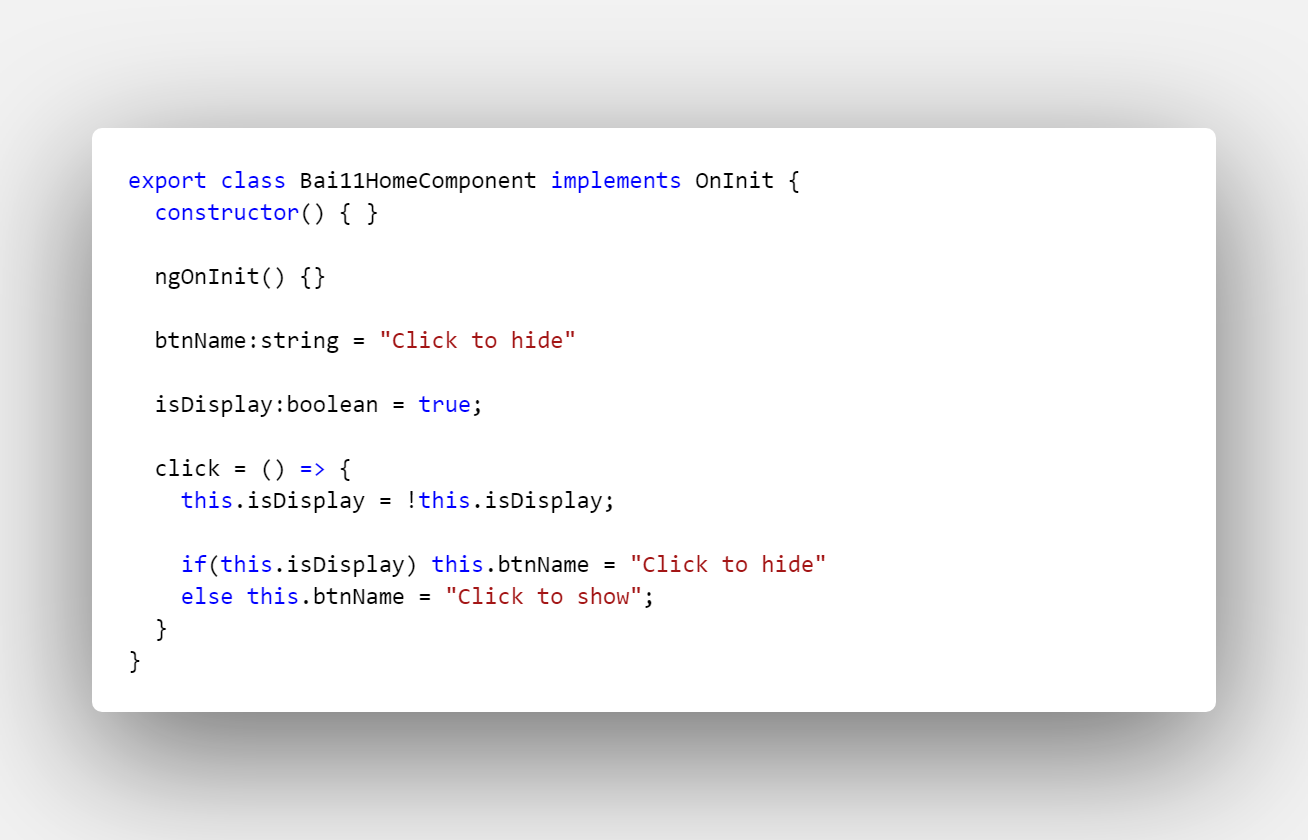 export class Bai11HomeComponent implements OnInit {
  constructor() { }

  ngOnInit() {}

  btnName:string = "Click to hide"

  isDisplay:boolean = true;

  click = () => {
    this.isDisplay = !this.isDisplay;

    if(this.isDisplay) this.btnName = "Click to hide"
    else this.btnName = "Click to show";
  }
}